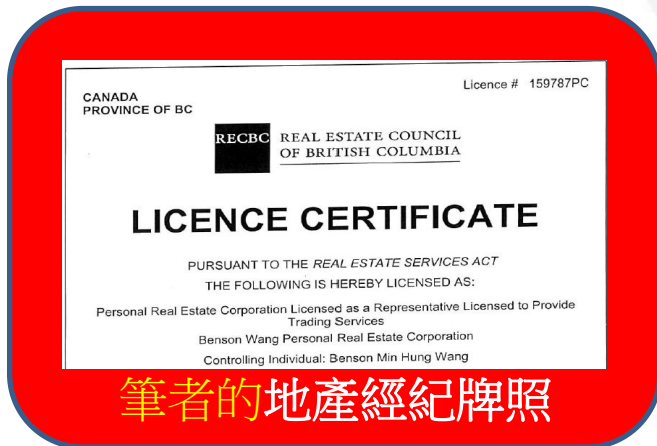 Licence # 159787PC
CANADA
PROVINCE OF BC
RECBC REAL ESTATE COUNCIL
OF BRITISH COLUMBIA
LICENCE CERTIFICATE
PURSUANT TO THE REAL ESTATE SERVICES ACT
THE FOLLOWING IS HEREBY LICENSED AS:
Personal Real Estate Corporation Licensed as a Representative Licensed to Provide
Trading Services
Benson Wang Personal Real Estate Corporation
Controlling Individual: Benson Min Hung Wang
筆者的地產經紀牌照